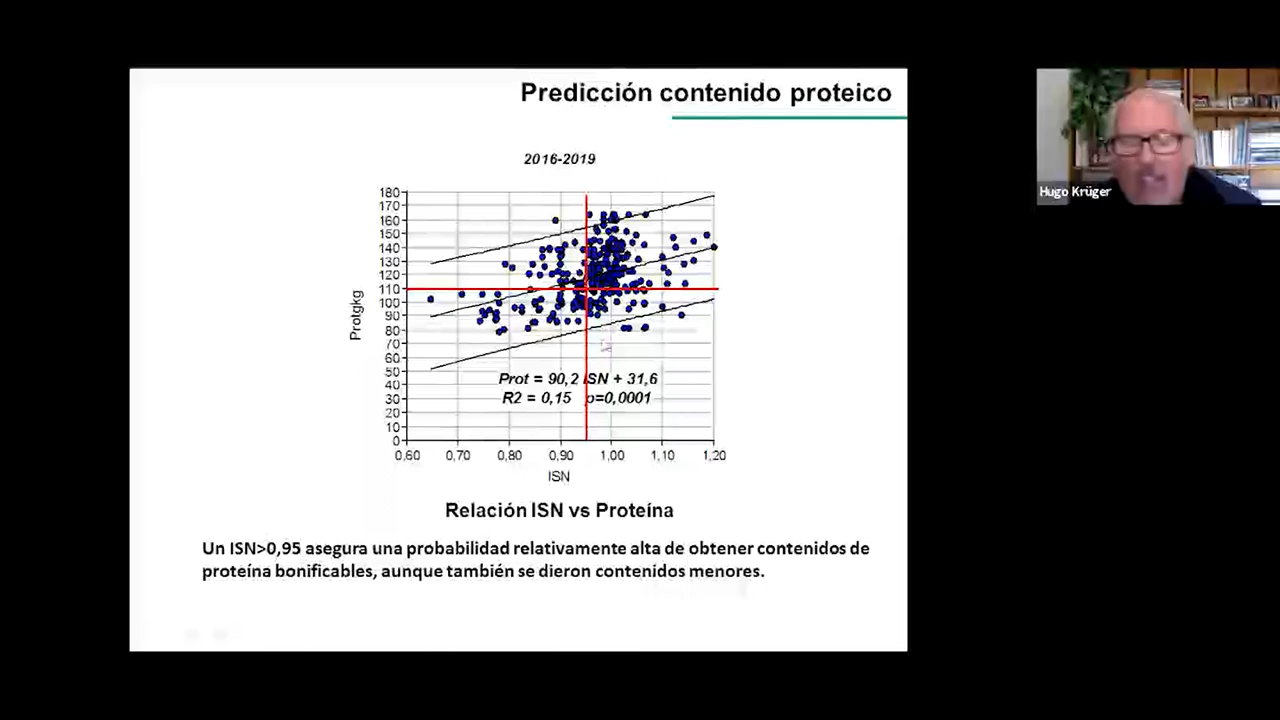 Predicción contenido proteico
2016-2019
180
170
160
150
140
130
120
110
100
90
80
70
60
50
40
30
20
10
0
Protgkg
Prot = 90,2 ISN + 31,6
R2 = 0,15 p=0,0001
0,60 0,70 0,80 0,90 1,00 1,10 1,20
ISN
Relación ISN vs Proteína
Un ISN>0,95 asegura una probabilidad relativamente alta de obtener contenidos de
proteína bonificables, aunque también se dieron contenidos menores.
Hugo Krüger